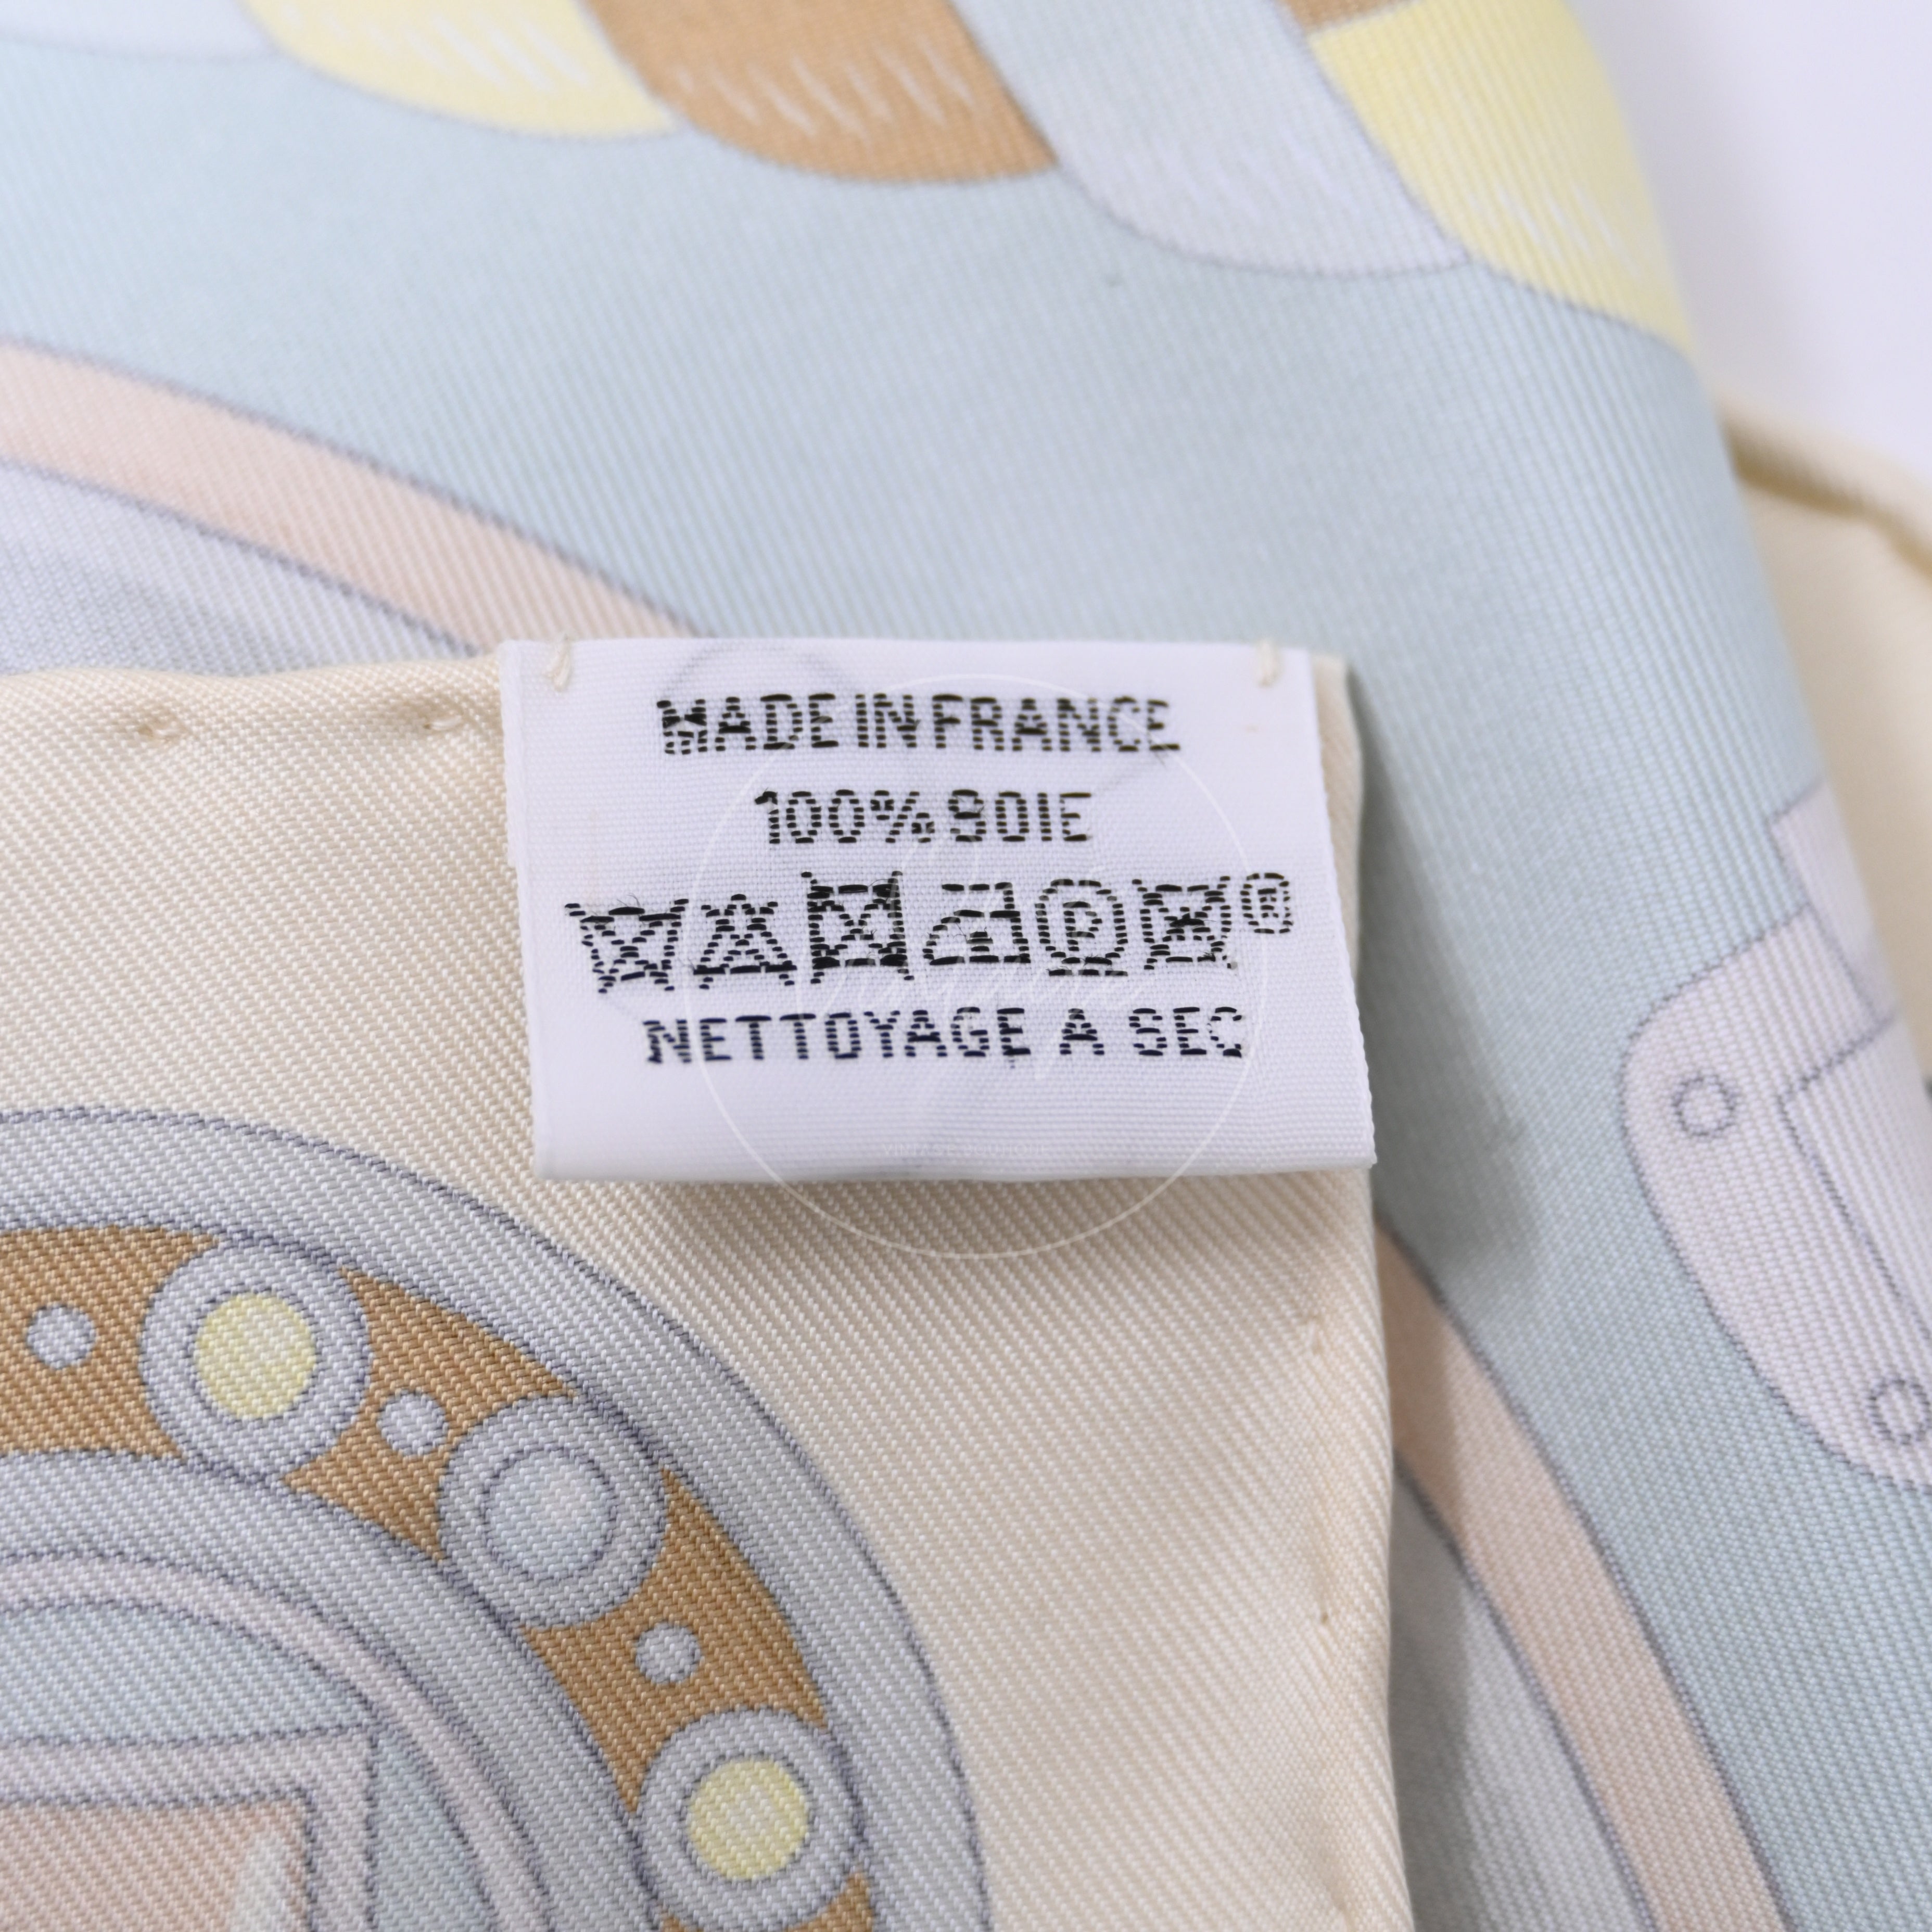 MADE IN FRANCE
100% SOIE
P ®
NETTOYAGE A SEC